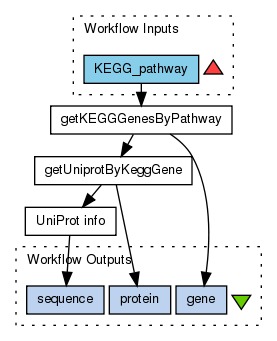 Workflow Inputs
KEGG_pathway
getKEGGGenesByPathway
getUniprotByKeggGene
UniProt info
Workflow Outputs
sequence
protein
gene